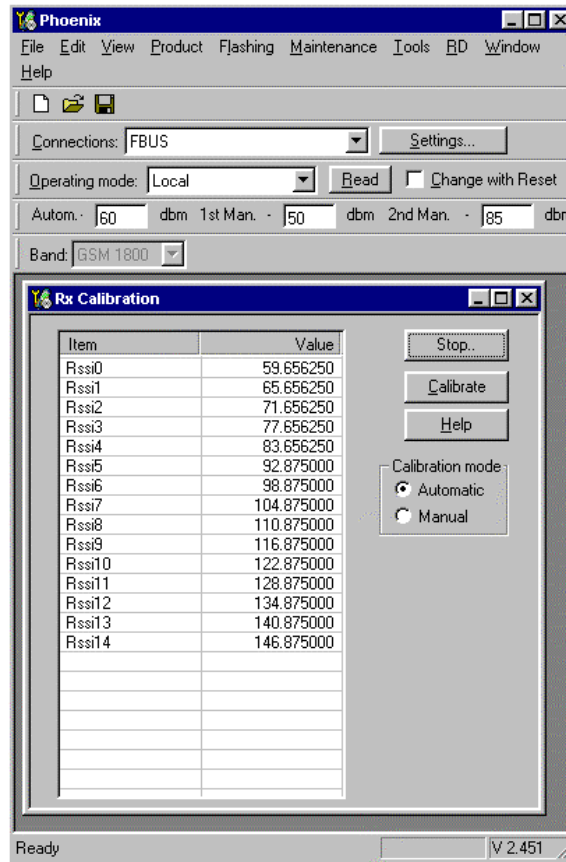 Phoenix
File Edit View Product Flashing Maintenance Tools RD Window
Help
Connections: FBUS Settings...
Operating mode: Local Read Change with Reset
Autom.- 60 dbm 1st Man. - 50 dbm 2nd Man. - 85 dbm
Band: GSM 1800
Rx Calibration
Item Value
Rssi0 59.656250
Rssi1 65.656250
Rssi2 71.656250
Rssi3 77.656250
Rssi4 83.656250
Rssi5 92.875000
Rssi6 98.875000
Rssi7 104.875000
Rssi8 110.875000
Rssi9 116.875000
Rssi10 122.875000
Rssi11 128.875000
Rssi12 134.875000
Rssi13 140.875000
Rssi14 146.875000
Stop..
Calibrate
Help
Calibration mode
Automatic
Manual
Ready V 2.451